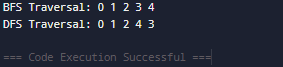 BFS Traversal: 0 1 2 3 4
DFS Traversal: 0 1 2 4 3
=== Code Execution Successful ===